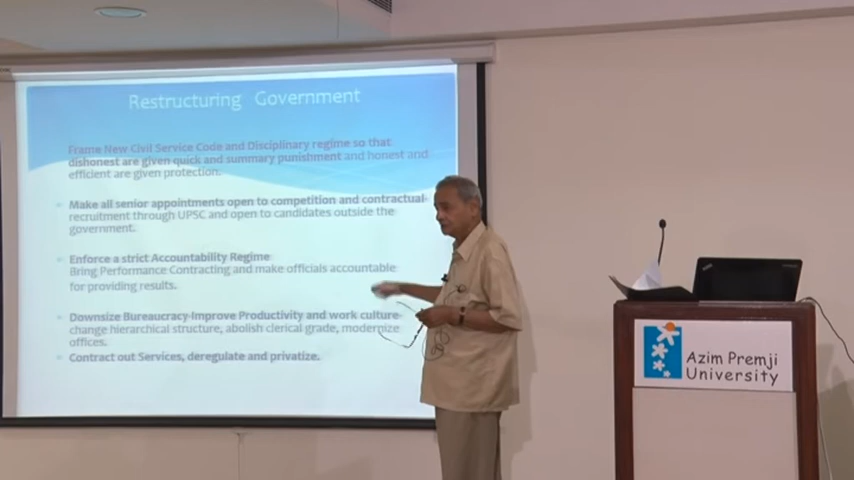 Restructuring Government
Frame New Civil Service Code and Disciplinary regime so that
dishonest are given quick and summary punishment and honest and
efficient are given protection.
Make all senior appointments open to competition and contractual
recruitment through UPSC and open to candidates outside the
government.
Enforce a strict Accountability Regime
Bring Performance Contracting and make officials accountable
for providing results.
Downsize Bureaucracy-Improve Productivity and work culture-
change hierarchical structure, abolish clerical grade, modernize
offices.
Contract out Services, deregulate and privatize.
Azim Premji
University